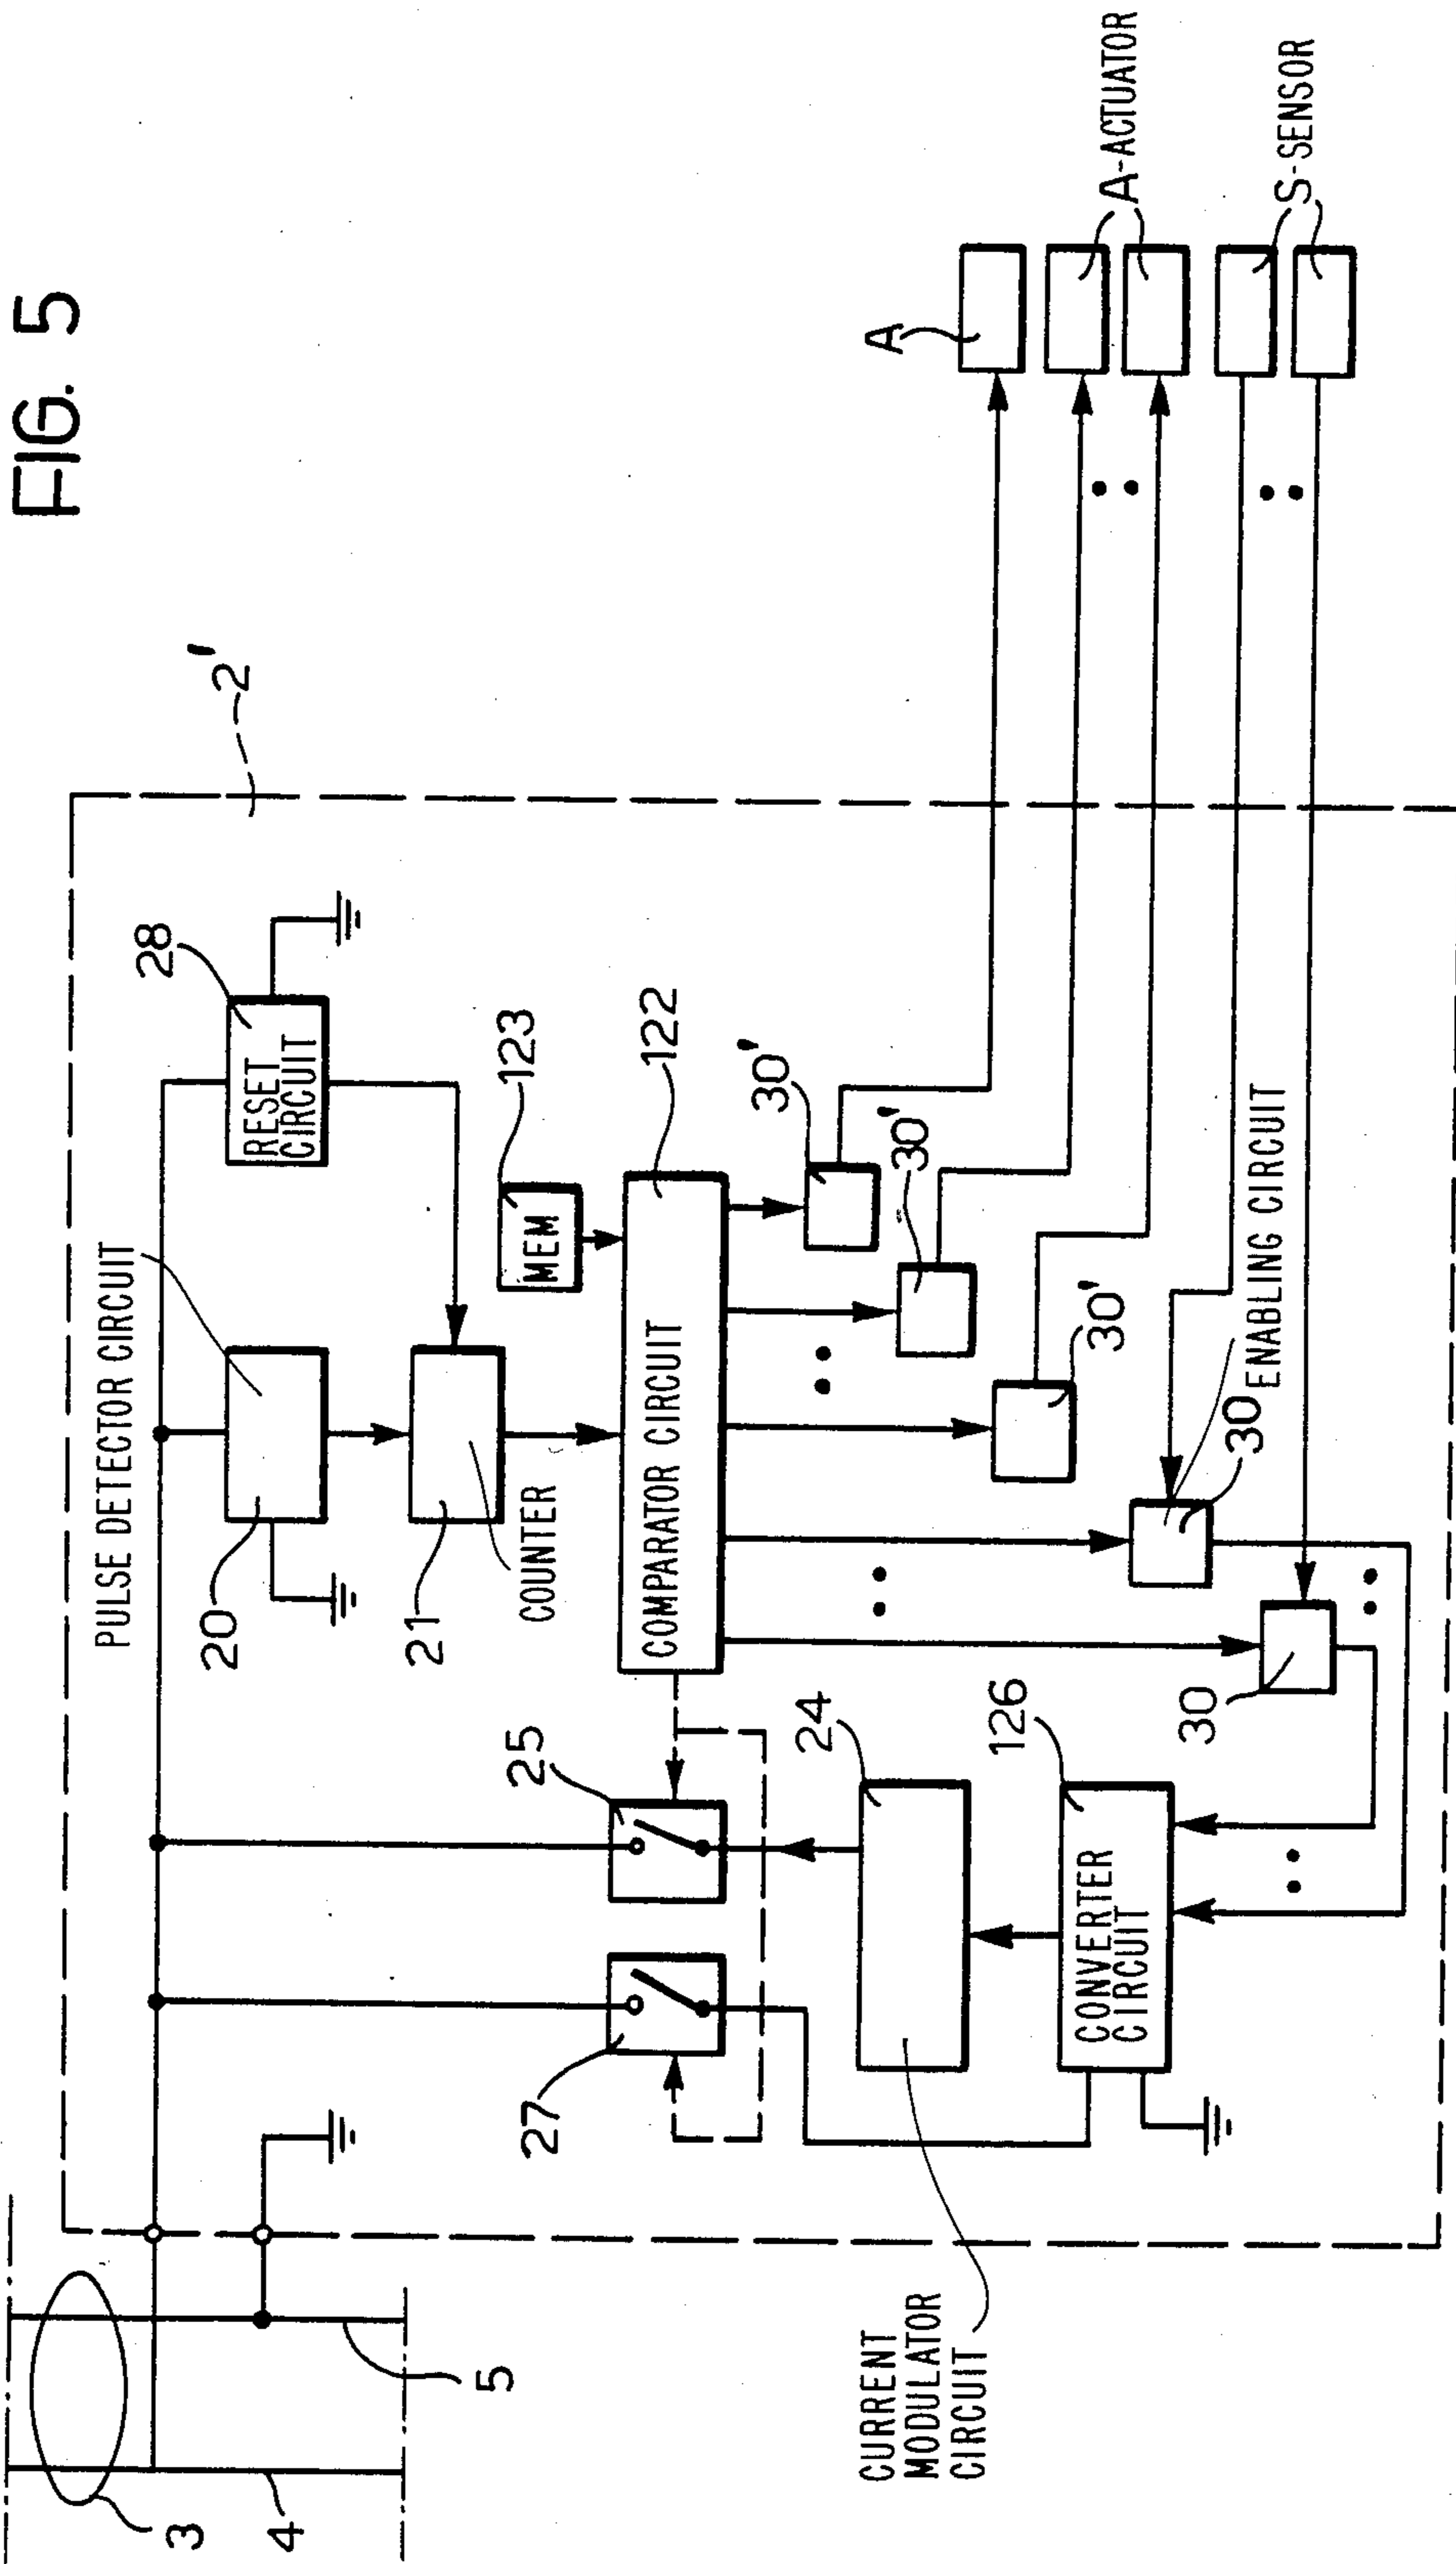 FIG. 5
2'
PULSE DETECTOR CIRCUIT
28
RESET
CIRCUIT
20
21
COUNTER
123
MEM
122
COMPARATOR CIRCUIT
25
27
24
CURRENT
MODULATOR
CIRCUIT
126
CONVERTER
CIRCUIT
30'
30'
30'
30
ENABLING CIRCUIT
30
A
A-ACTUATOR
S-SENSOR
3
4
5